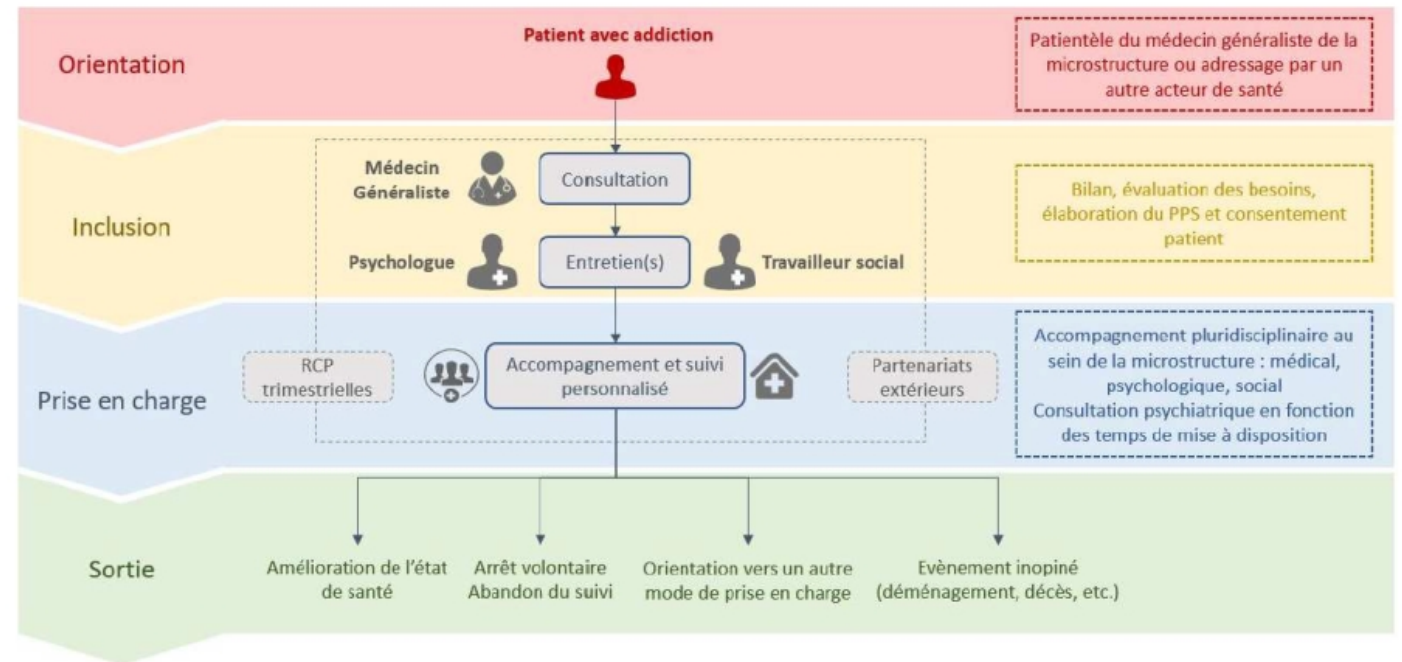 Orientation
Patient avec addiction
Patientèle du médecin généraliste de la
microstructure ou adressage par un
autre acteur de santé
Inclusion
Médecin
Généraliste
Consultation
Psychologue
Entretien(s)
Travailleur social
Bilan, évaluation des besoins,
élaboration du PPS et consentement
patient
Prise en charge
RCP
trimestrielles
Accompagnement et suivi
personnalisé
Partenariats
extérieurs
Accompagnement pluridisciplinaire au
sein de la microstructure : médical,
psychologique, social
Consultation psychiatrique en fonction
des temps de mise à disposition
Sortie
Amélioration de l'état
de santé
Arrêt volontaire
Abandon du suivi
Orientation vers un autre
mode de prise en charge
Evènement inopiné
(déménagement, décès, etc.)